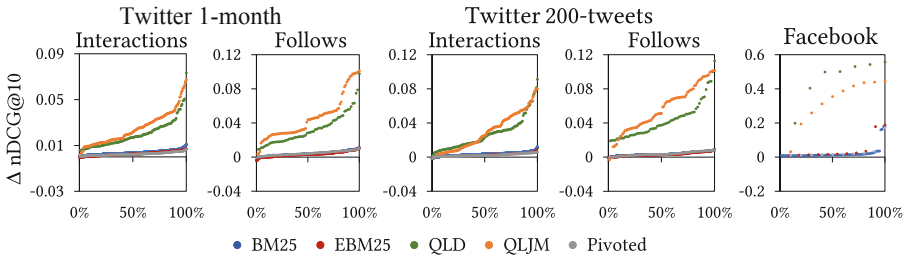 Twitter 1-month Twitter 200-tweets
Interactions Follows Interactions Follows Facebook
Δ nDCG@10
0.09 0.12 0.12 0.12 0.6
0.05 0.08 0.08 0.08 0.4
0.04 0.04 0.04 0.2
0.01
0 0 0 0
-0.03 -0.04 -0.04 -0.04 -0.2
0% 50% 100% 0% 50% 100% 0% 50% 100% 0% 50% 100% 0% 50% 100%
BM25 EBM25 QLD QLJM Pivoted